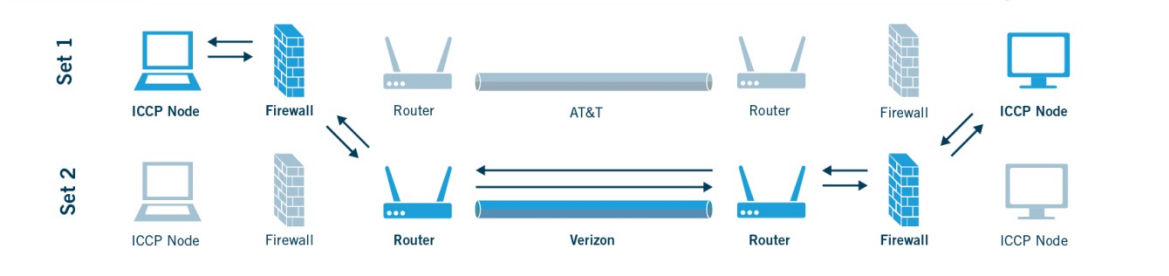 Set 1
ICCP Node Firewall Router AT&T Router Firewall ICCP Node
Set 2
ICCP Node Firewall Router Verizon Router Firewall ICCP Node